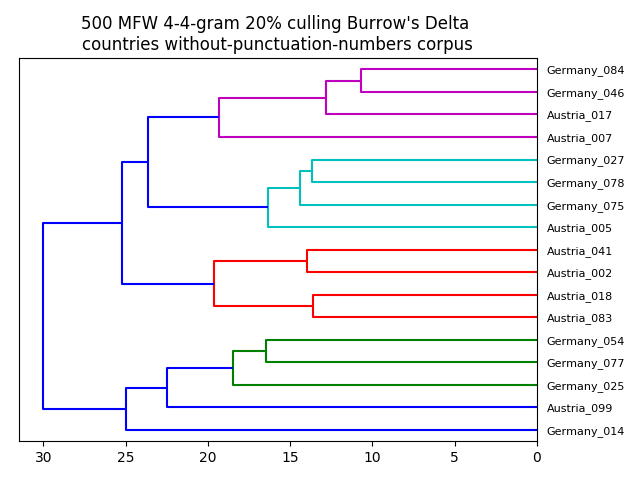 500 MFW 4-4-gram 20% culling Burrow's Delta
countries without-punctuation-numbers corpus
Germany_084
Germany_046
Austria_017
Austria_007
Germany_027
Germany_078
Germany_075
Austria_005
Austria_041
Austria_002
Austria_018
Austria_083
Germany_054
Germany_077
Germany_025
Austria_099
Germany_014
30 25 20 15 10 5 0